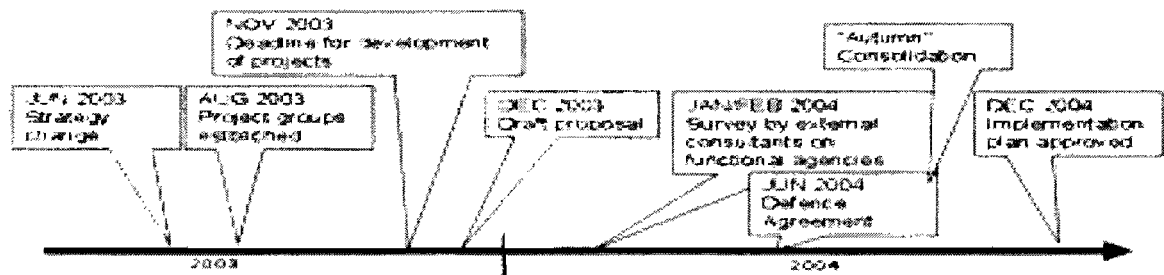 JUN 2003
Strategy
change
AUG 2003
Project groups
estbched
NOV 2003
Deadline for development
of projects
DEC 2003
Draft proposal
JAN/FEB 2004
Survey by external
consultants on
functional agencies
JUN 2004
Defence
Agreement
"Autumn"
Consolidation
DEC 2004
Implementation
plan approved
2003
2004